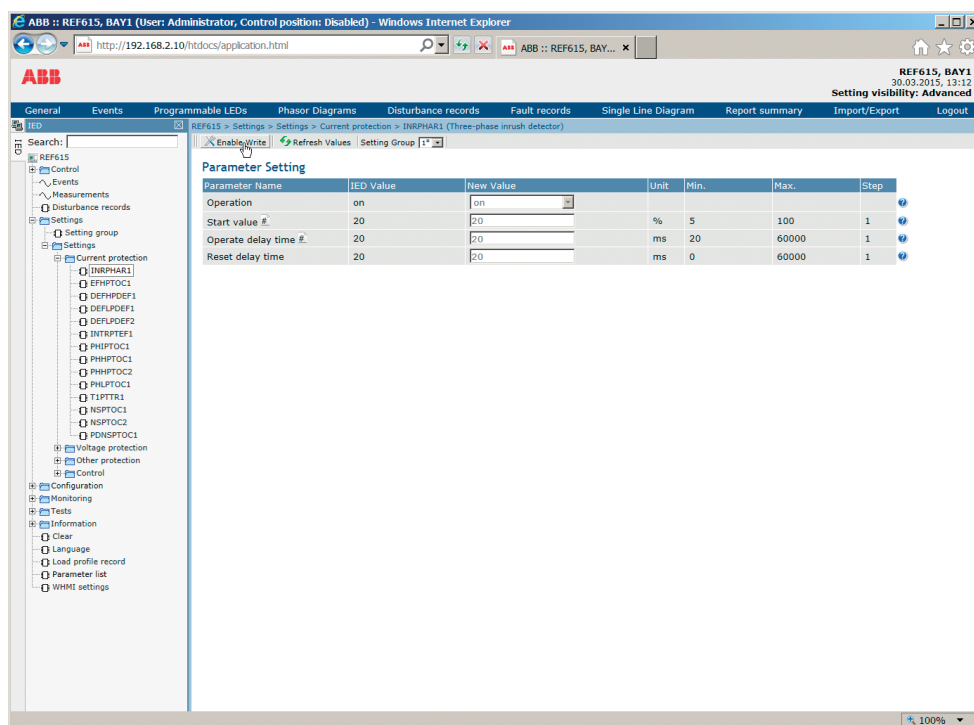 ABB :: REF615, BAY1 (User: Administrator, Control position: Disabled) - Windows Internet Explorer
http://192.168.2.10/htdocs/application.html
ABB :: REF615, BAY... ×
ABB
REF615, BAY1
30.03.2015, 13:12
Setting visibility: Advanced
General Events Programmable LEDs Phasor Diagrams Disturbance records Fault records Single Line Diagram Report summary Import/Export Logout
IED
IED
REF615 > Settings > Settings > Current protection > INRPHAR1 (Three-phase inrush detector)
Search:
Enable Write Refresh Values Setting Group 1*
REF615
Control
Events
Measurements
Disturbance records
Settings
Setting group
Settings
Current protection
INRPHAR1
EFHPTOC1
DEFHPDEF1
DEFLPDEF1
DEFLPDEF2
INTRPTEF1
PHIPTOC1
PHHPTOC1
PHHPTOC2
PHLPTOC1
T1PTTR1
NSPTOC1
NSPTOC2
PDNSPTOC1
Voltage protection
Other protection
Control
Configuration
Monitoring
Tests
Information
Clear
Language
Load profile record
Parameter list
WHMI settings
Parameter Setting
Parameter Name IED Value New Value Unit Min. Max. Step
Operation on on
Start value # 20 20 % 5 100 1
Operate delay time # 20 20 ms 20 60000 1
Reset delay time 20 20 ms 0 60000 1
100%